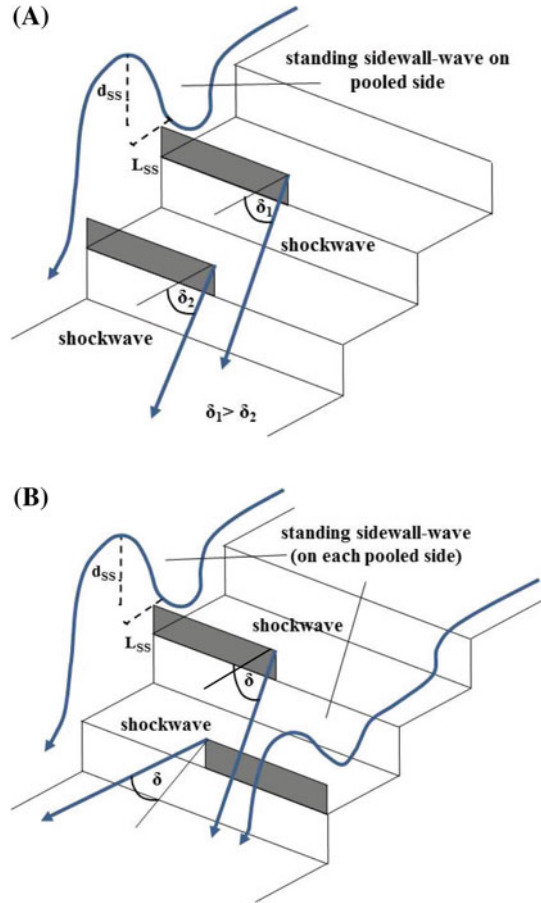 (A)
standing sidewall-wave on
pooled side
dSS
LSS
δ1
shockwave
δ2
shockwave
δ1> δ2
(B)
standing sidewall-wave
(on each pooled side)
dSS
shockwave
LSS
δ
shockwave
δ